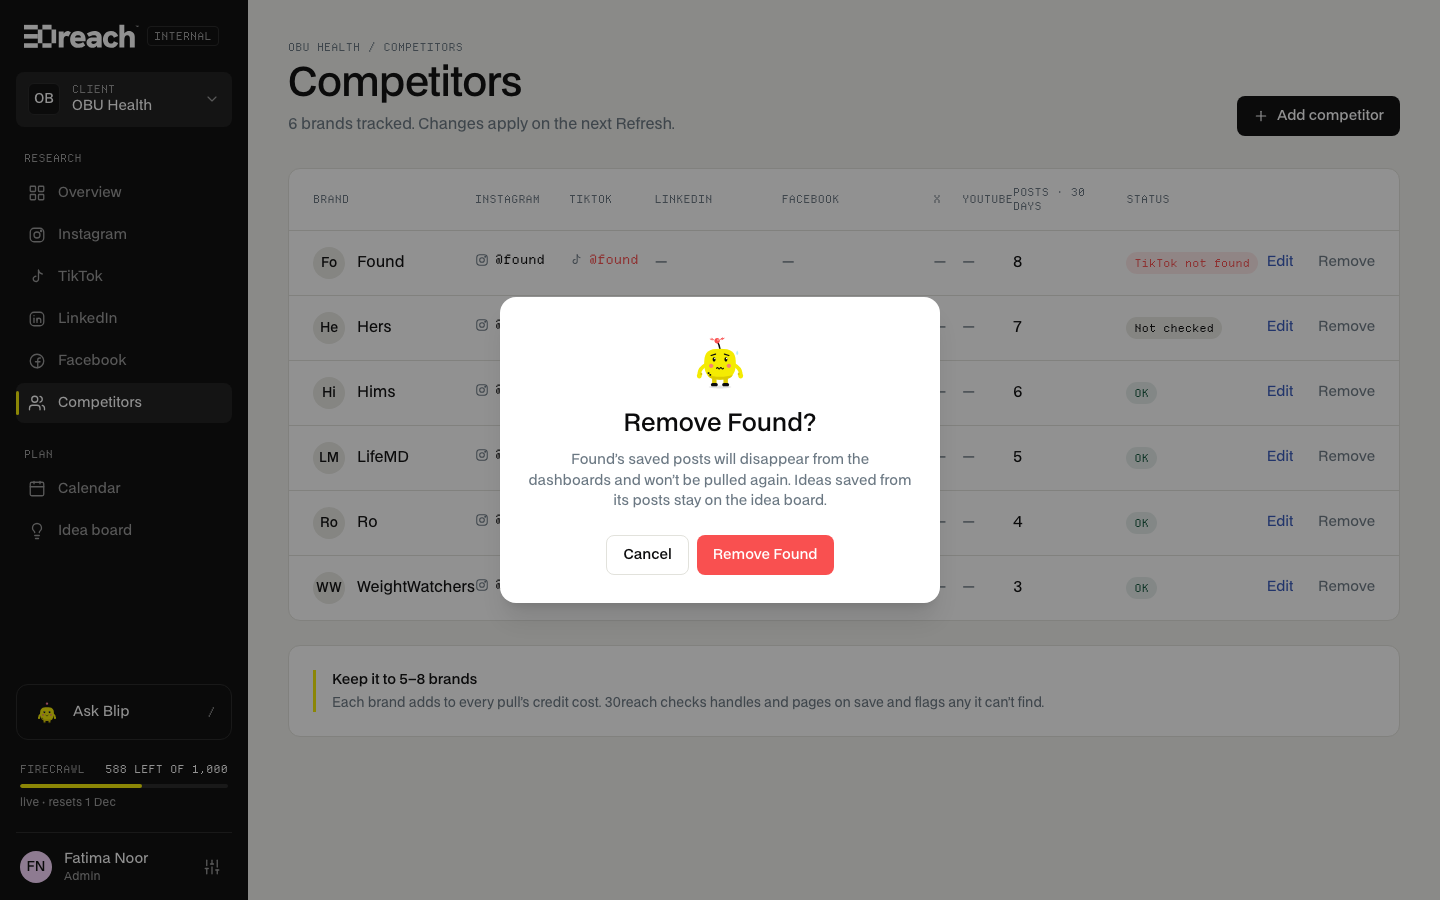 30reach INTERNAL
OB
CLIENT
OBU Health
RESEARCH
Overview
Instagram
TikTok
LinkedIn
Facebook
Competitors
PLAN
Calendar
Idea board
Ask Blip /
FIRECRAWL 588 LEFT OF 1,000
live · resets 1 Dec
FN
Fatima Noor
Admin
OBU HEALTH / COMPETITORS
Competitors
6 brands tracked. Changes apply on the next Refresh.
+ Add competitor
BRAND INSTAGRAM TIKTOK LINKEDIN FACEBOOK X YOUTUBE POSTS · 30 DAYS STATUS
Fo Found @found @found — — — — 8 TikTok not found Edit Remove
He Hers — — 7 Not checked Edit Remove
Hi Hims — — 6 OK Edit Remove
LM LifeMD — — 5 OK Edit Remove
Ro Ro — — 4 OK Edit Remove
WW WeightWatchers — — 3 OK Edit Remove
Remove Found?
Found's saved posts will disappear from the
dashboards and won't be pulled again. Ideas saved from
its posts stay on the idea board.
Cancel Remove Found
Keep it to 5–8 brands
Each brand adds to every pull's credit cost. 30reach checks handles and pages on save and flags any it can't find.